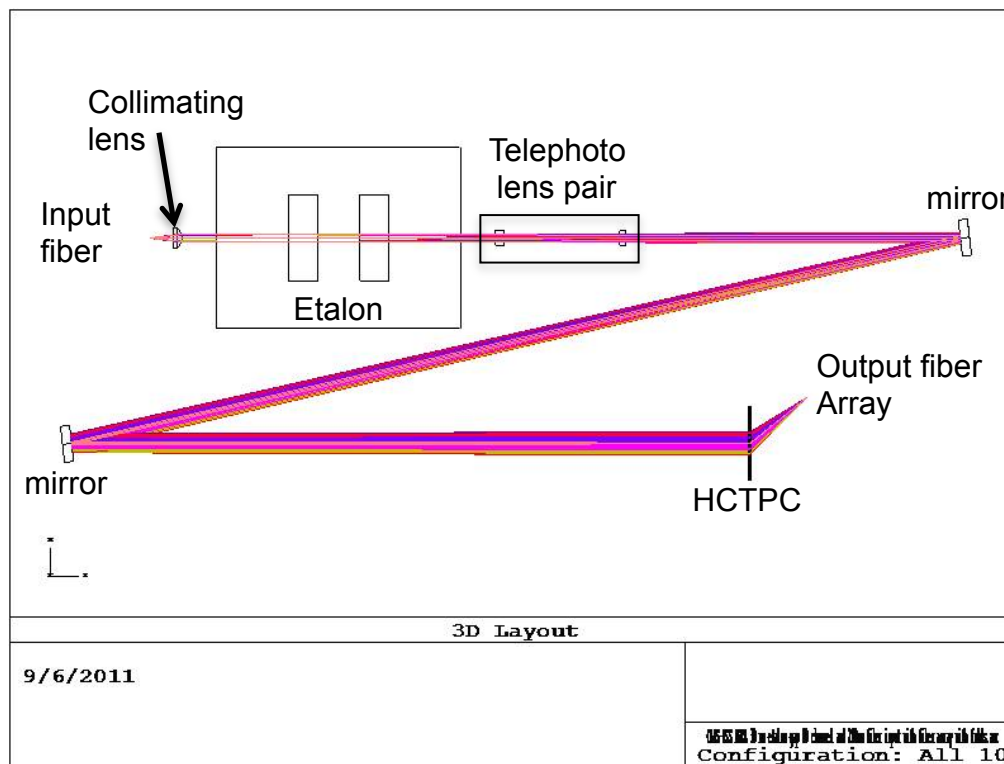 Collimating
lens
Telephoto
lens pair
Input
fiber
mirror
Etalon
Output fiber
Array
mirror
HCTPC
3D Layout
9/6/2011
Configuration: All 10